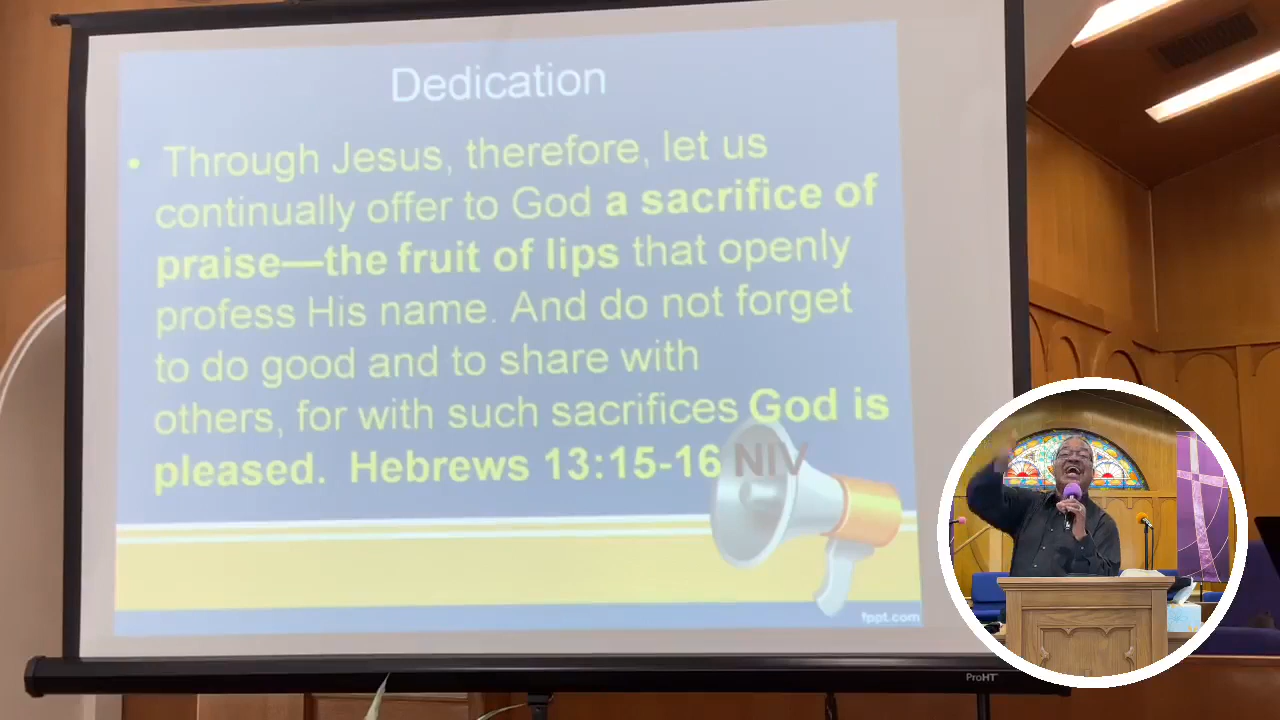 Dedication
• Through Jesus, therefore, let us
continually offer to God a sacrifice of
praise—the fruit of lips that openly
profess His name. And do not forget
to do good and to share with
others, for with such sacrifices God is
pleased. Hebrews 13:15-16 NIV
fppt.com
ProHT